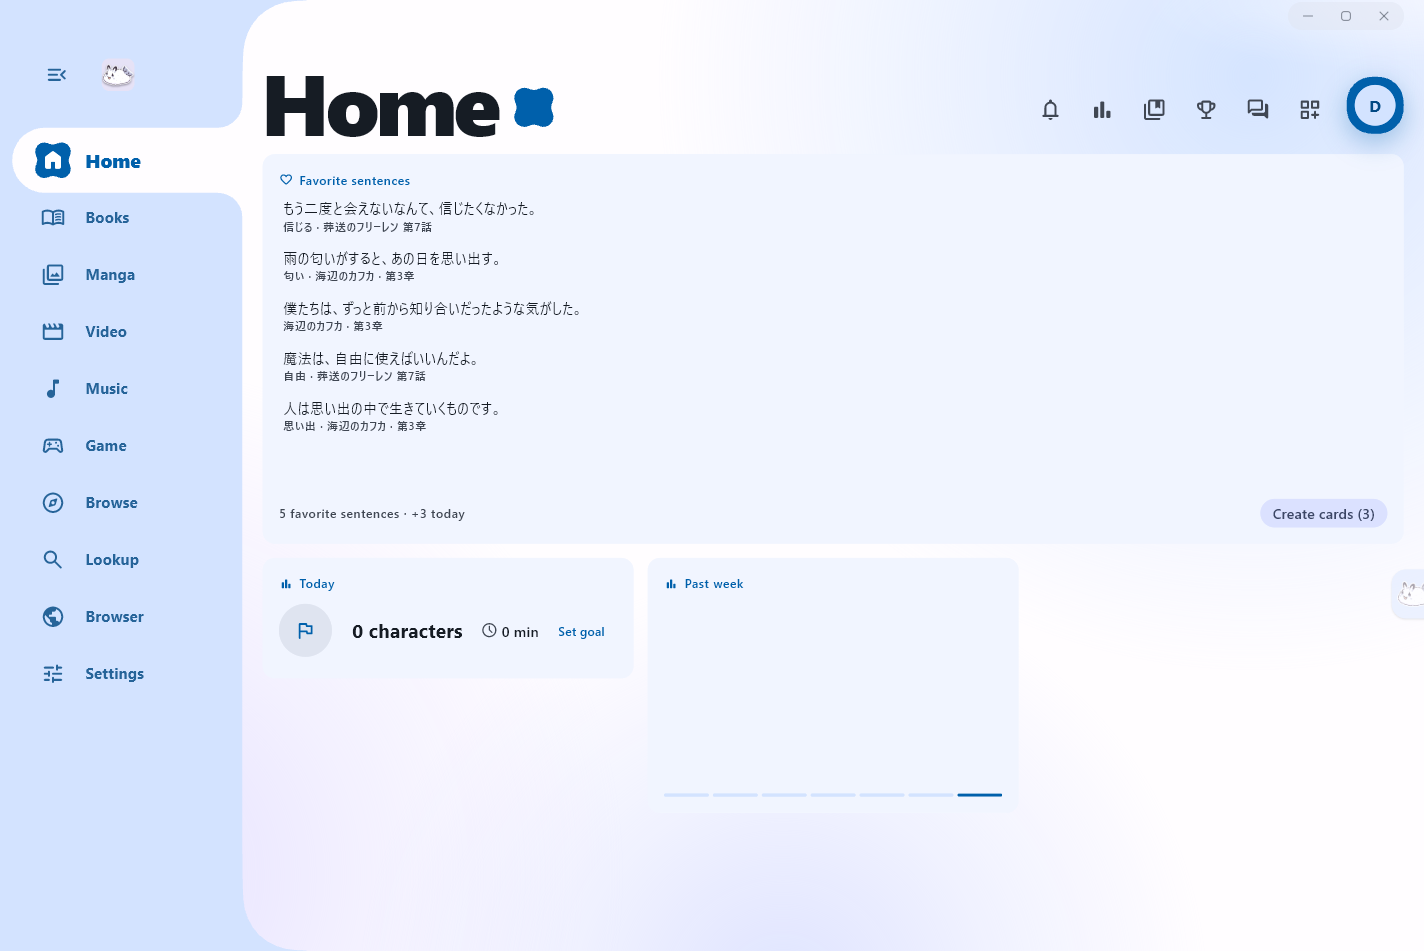 Home
D
Home
Books
Manga
Video
Music
Game
Browse
Lookup
Browser
Settings
Favorite sentences
もう二度と会えないなんて、信じたくなかった。
信じる · 葬送のフリーレン 第7話
雨の匂いがすると、あの日を思い出す。
匂い · 海辺のカフカ · 第3章
僕たちは、ずっと前から知り合いだったような気がした。
海辺のカフカ · 第3章
魔法は、自由に使えばいいんだよ。
自由 · 葬送のフリーレン 第7話
人は思い出の中で生きていくものです。
思い出 · 海辺のカフカ · 第3章
5 favorite sentences · +3 today
Create cards (3)
Today
0 characters
0 min
Set goal
Past week